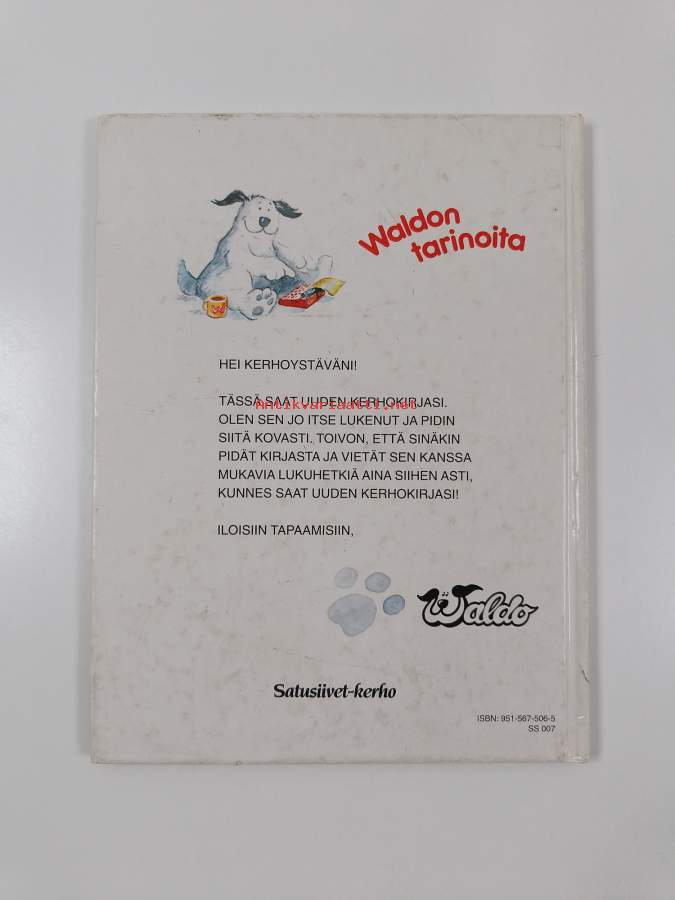 Waldon
tarinoita
W
HEI KERHOYSTÄVÄNI!
TÄSSÄ SAAT UUDEN KERHOKIRJASI.
Antikvariaatti.net
OLEN SEN JO ITSE LUKENUT JA PIDIN
SIITÄ KOVASTI. TOIVON, ETTÄ SINÄKIN
PIDÄT KIRJASTA JA VIETÄT SEN KANSSA
MUKAVIA LUKUHETKIÄ AINA SIIHEN ASTI,
KUNNES SAAT UUDEN KERHOKIRJASI!
ILOISIIN TAPAAMISIIN,
Waldo
Satusiivet-kerho
ISBN: 951-567-506-5
SS 007